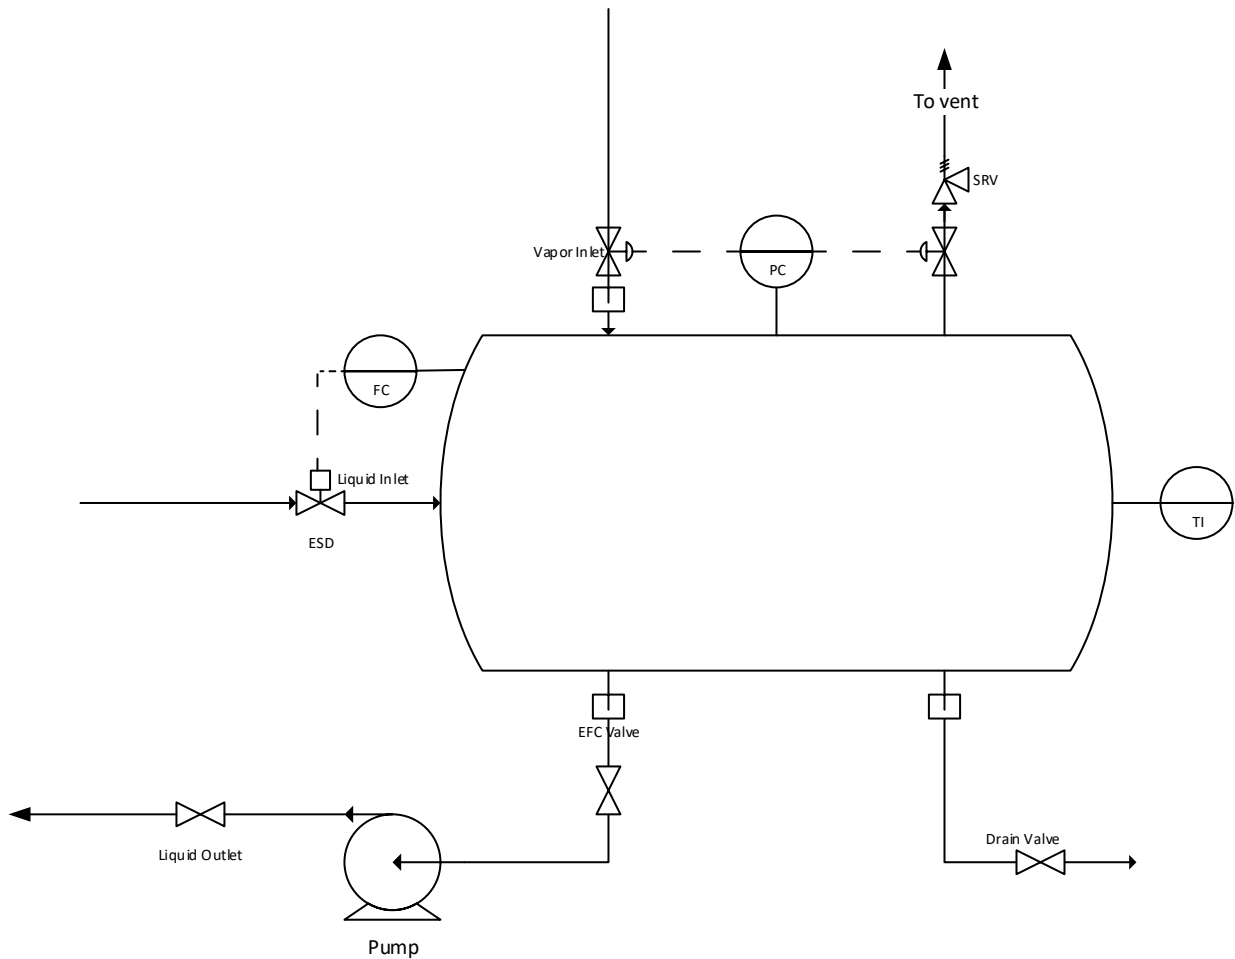 To vent
SRV
Vapor Inlet
PC
FC
Liquid Inlet
ESD
TI
EFC Valve
Drain Valve
Liquid Outlet
Pump